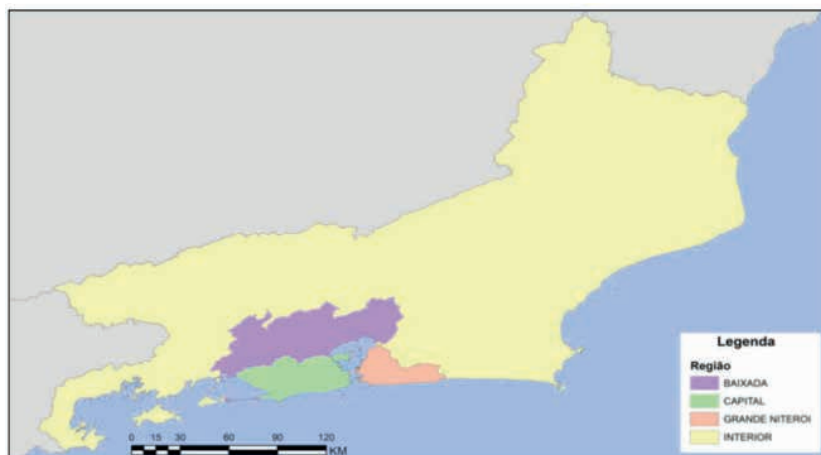 Legenda
Região
BAIXADA
CAPITAL
GRANDE NITEROI
INTERIOR
0 15 30 60 90 120
KM